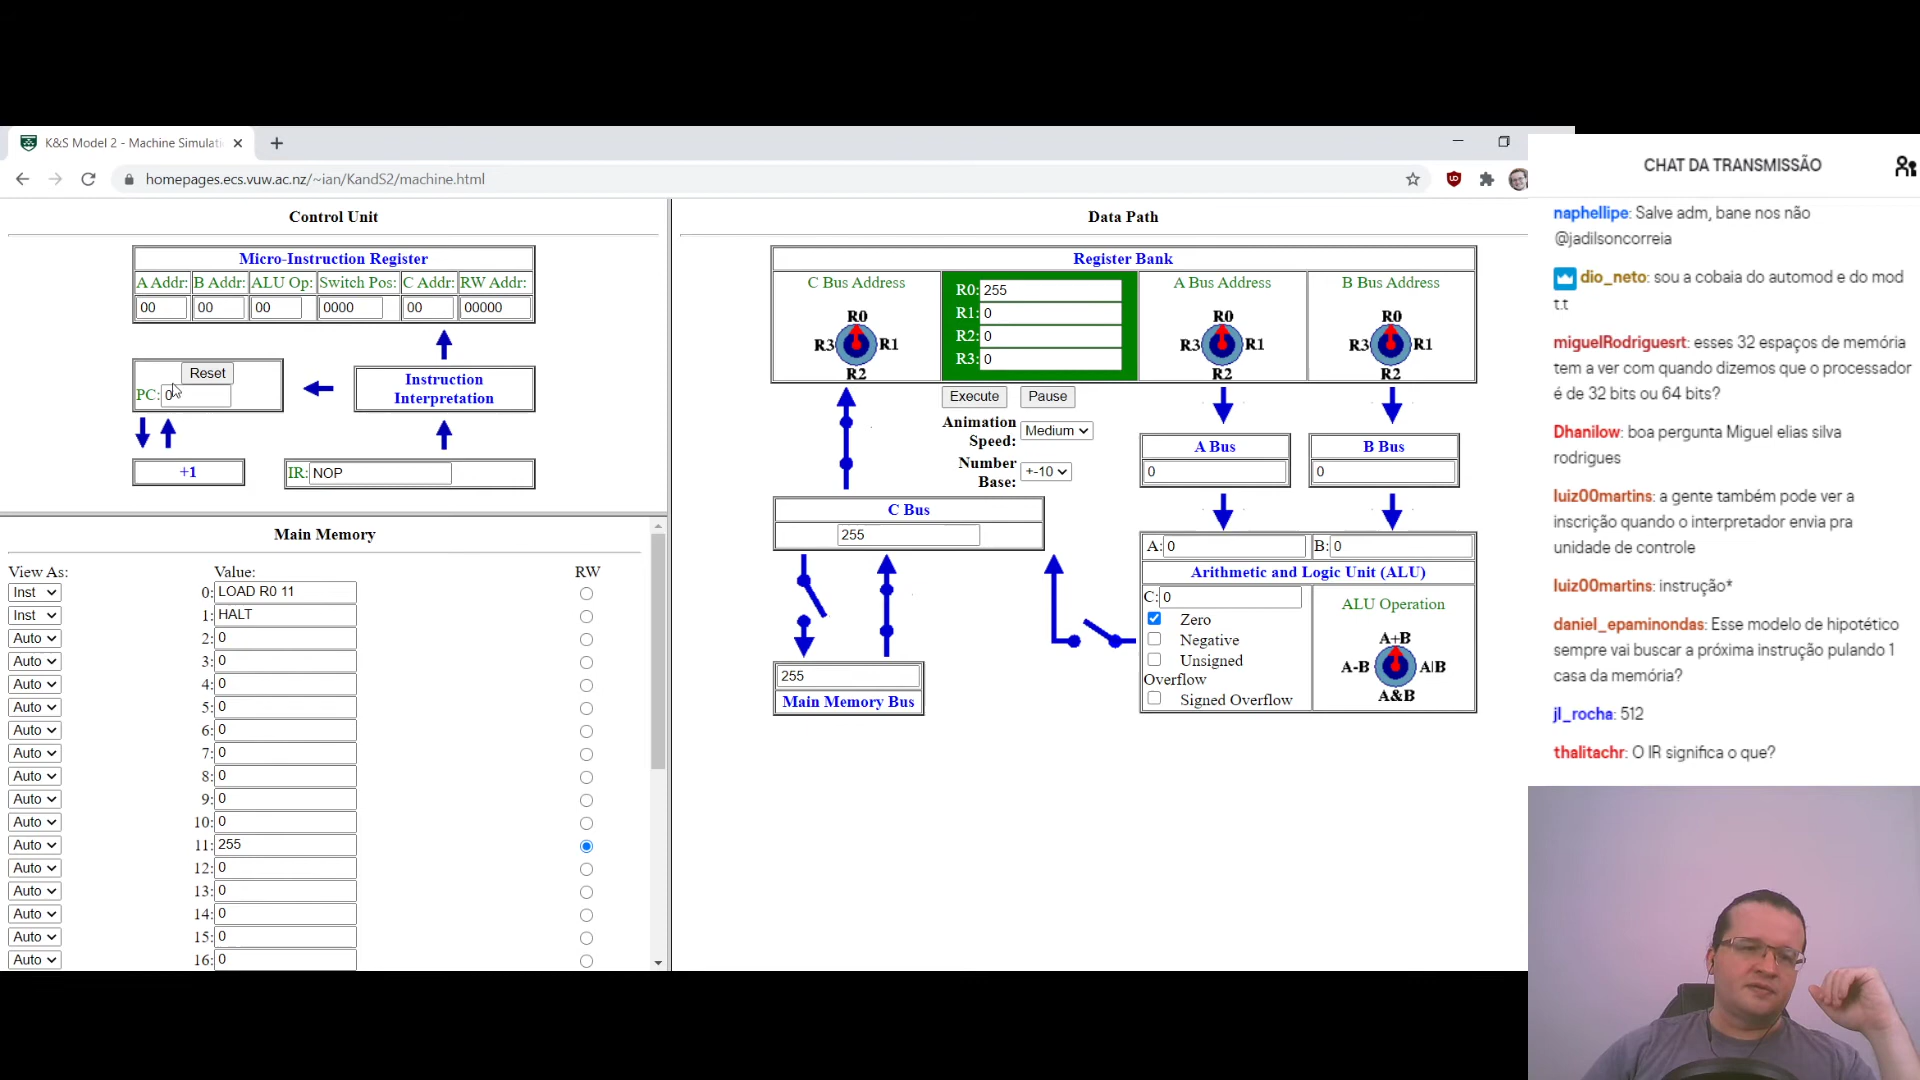 K&S Model 2 - Machine Simulati
homepages.ecs.vuw.ac.nz/~ian/KandS2/machine.html
Control Unit
Micro-Instruction Register
A Addr: B Addr: ALU Op: Switch Pos: C Addr: RW Addr:
00 00 00 0000 00 00000
Reset
PC: 0
Instruction
Interpretation
+1
IR: NOP
Main Memory
View As: Value: RW
Inst 0: LOAD R0 11
Inst 1: HALT
Auto 2: 0
Auto 3: 0
Auto 4: 0
Auto 5: 0
Auto 6: 0
Auto 7: 0
Auto 8: 0
Auto 9: 0
Auto 10: 0
Auto 11: 255
Auto 12: 0
Auto 13: 0
Auto 14: 0
Auto 15: 0
Auto 16: 0
Data Path
Register Bank
C Bus Address
R0
R3 R1
R2
R0: 255
R1: 0
R2: 0
R3: 0
A Bus Address
R0
R3 R1
R2
B Bus Address
R0
R3 R1
R2
Execute Pause
Animation
Speed: Medium
Number
Base: +-10
A Bus
0
B Bus
0
C Bus
255
255
Main Memory Bus
A: 0 B: 0
Arithmetic and Logic Unit (ALU)
C: 0
Zero
Negative
Unsigned
Overflow
Signed Overflow
ALU Operation
A+B
A-B A|B
A&B
CHAT DA TRANSMISSÃO
naphellipe: Salve adm, bane nos não
@jadilsoncorreia
dio_neto: sou a cobaia do automod e do mod
t.t
miguelRodriguesrt: esses 32 espaços de memória
tem a ver com quando dizemos que o processador
é de 32 bits ou 64 bits?
Dhanilow: boa pergunta Miguel elias silva
rodrigues
luiz00martins: a gente também pode ver a
inscrição quando o interpretador envia pra
unidade de controle
luiz00martins: instrução*
daniel_epaminondas: Esse modelo de hipotético
sempre vai buscar a próxima instrução pulando 1
casa da memória?
jl_rocha: 512
thalitachr: O IR significa o que?